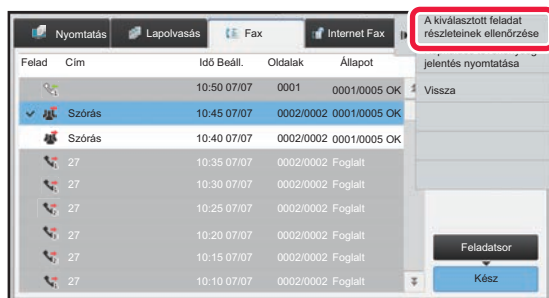 Nyomtatás Lapolvasás Fax Internet Fax
A kiválasztott feladat
részleteinek ellenőrzése
jelentés nyomtatása
Vissza
Felad Cím Idő Beáll. Oldalak Állapot
10:50 07/07 0001 0001/0005 OK
Szórás 10:45 07/07 0002/0002 0001/0005 OK
Szórás 10:40 07/07 0002/0002 0001/0005 OK
27 10:35 07/07 0002/0002 Foglalt
27 10:30 07/07 0002/0002 Foglalt
27 10:25 07/07 0002/0002 Foglalt
27 10:20 07/07 0002/0002 Foglalt
27 10:15 07/07 0002/0002 Foglalt
27 10:10 07/07 0002/0002 Foglalt
Feladatsor
Kész